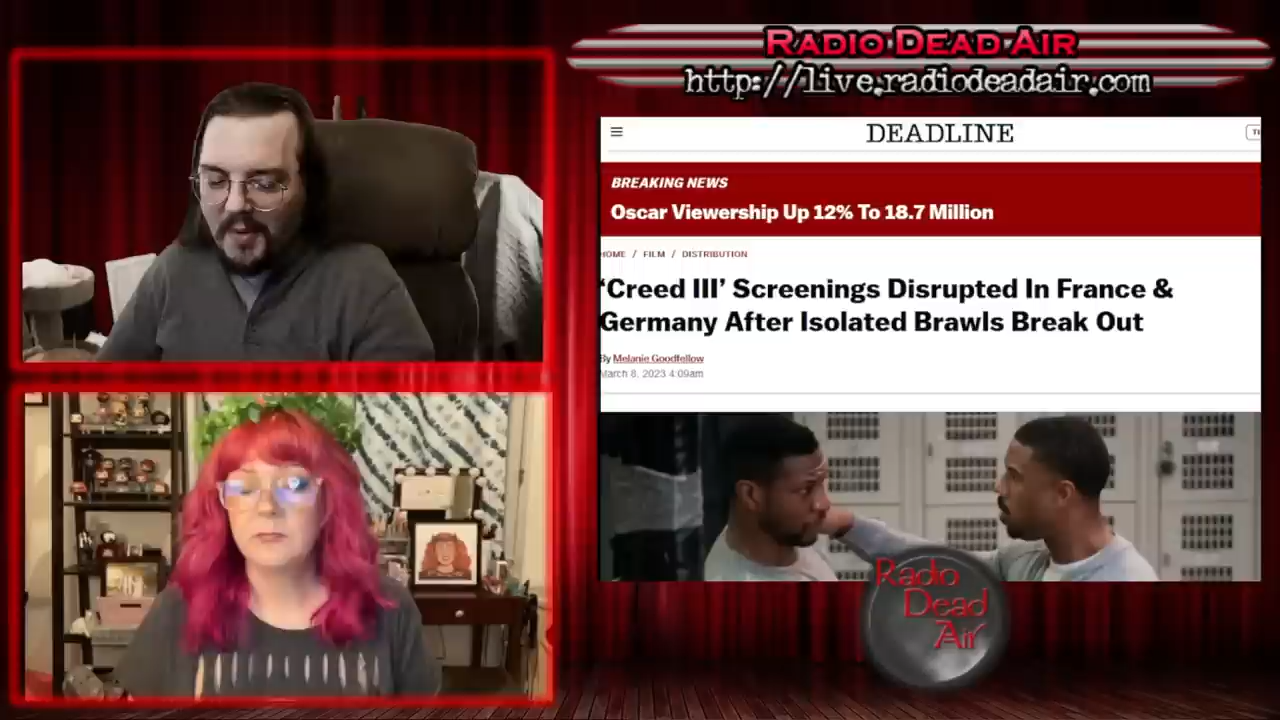 Radio Dead Air
http://live.radiodeadair.com
DEADLINE
BREAKING NEWS
Oscar Viewership Up 12% To 18.7 Million
HOME / FILM / DISTRIBUTION
‘Creed III’ Screenings Disrupted In France &
Germany After Isolated Brawls Break Out
By Melanie Goodfellow
March 8, 2023 4:09am
Radio
Dead
Air